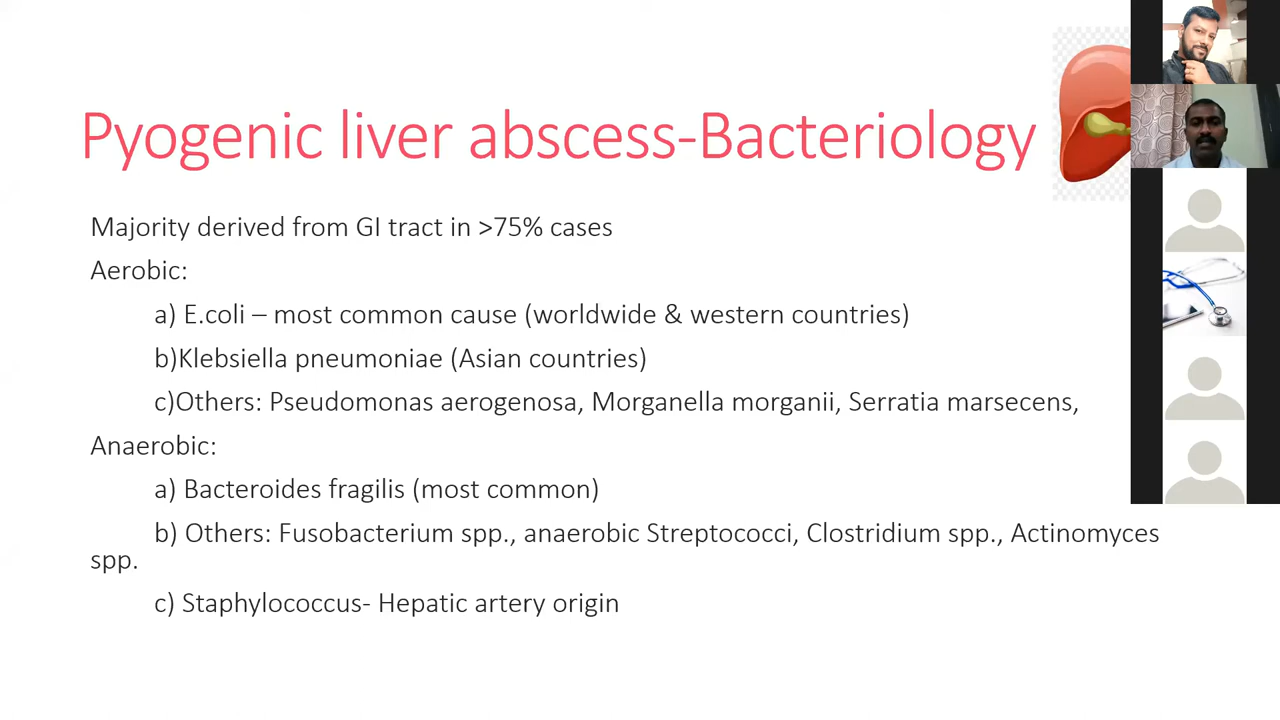 Pyogenic liver abscess-Bacteriology
Majority derived from GI tract in >75% cases
Aerobic:
a) E.coli – most common cause (worldwide & western countries)
b)Klebsiella pneumoniae (Asian countries)
c)Others: Pseudomonas aerogenosa, Morganella morganii, Serratia marsecens,
Anaerobic:
a) Bacteroides fragilis (most common)
b) Others: Fusobacterium spp., anaerobic Streptococci, Clostridium spp., Actinomyces
spp.
c) Staphylococcus- Hepatic artery origin